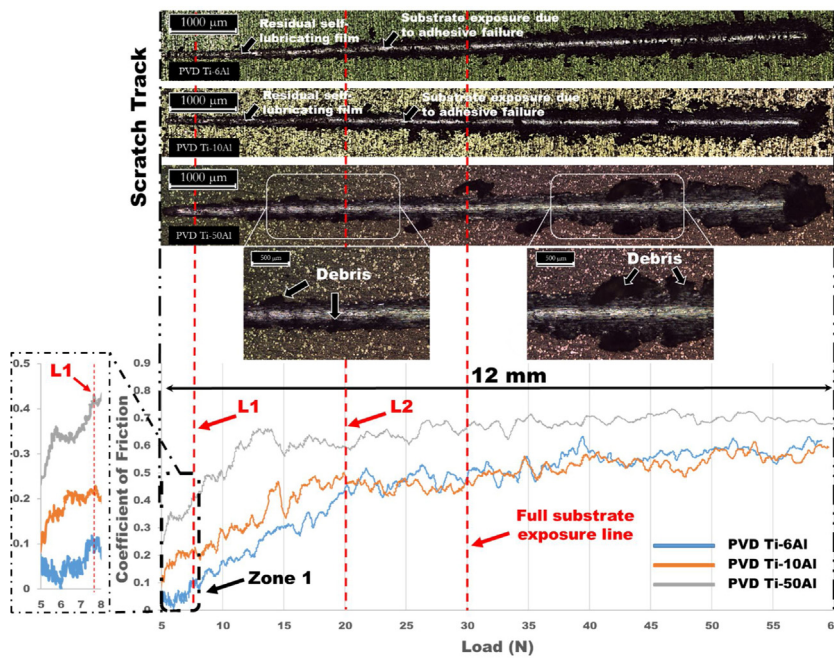 Scratch Track
1000 µm
Residual self-
lubricating film
Substrate exposure due
to adhesive failure
PVD Ti-6Al
1000 µm
Residual self-
lubricating film
Substrate exposure due
to adhesive failure
PVD Ti-10Al
1000 µm
PVD Ti-50Al
500 µm
Debris
500 µm
Debris
0.5
0.4
0.3
0.2
0.1
0
5
6
7
8
L1
Coefficient of Friction
0.9
0.8
0.7
0.6
0.5
0.4
0.3
0.2
0.1
0
12 mm
L1
L2
Full substrate
exposure line
Zone 1
PVD Ti-6Al
PVD Ti-10Al
PVD Ti-50Al
5
10
15
20
25
30
35
40
45
50
55
Load (N)